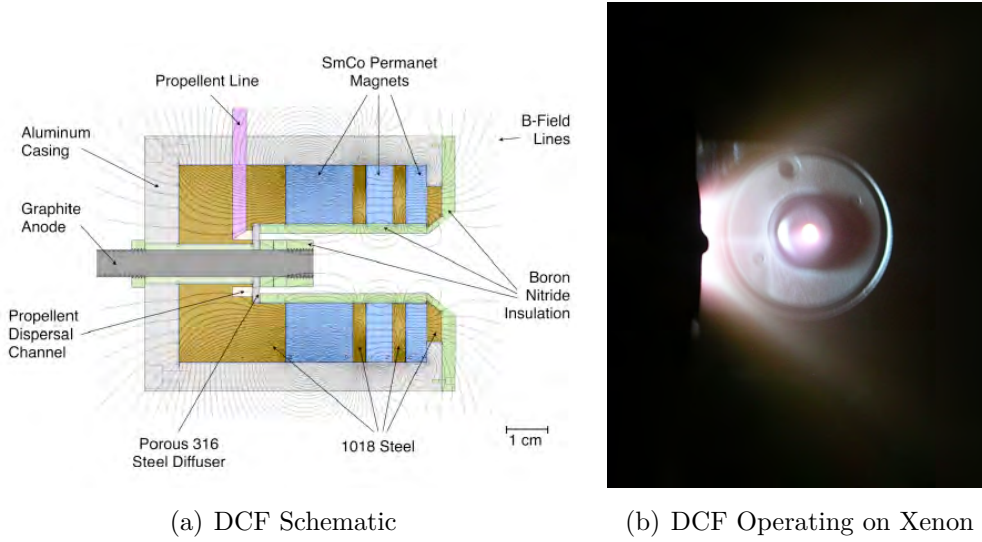 SmCo Permanet
Magnets
Propellent Line
B-Field
Lines
Aluminum
Casing
Graphite
Anode
Boron
Nitride
Insulation
Propellent
Dispersal
Channel
Porous 316
Steel Diffuser
1018 Steel
1 cm
(a) DCF Schematic
(b) DCF Operating on Xenon